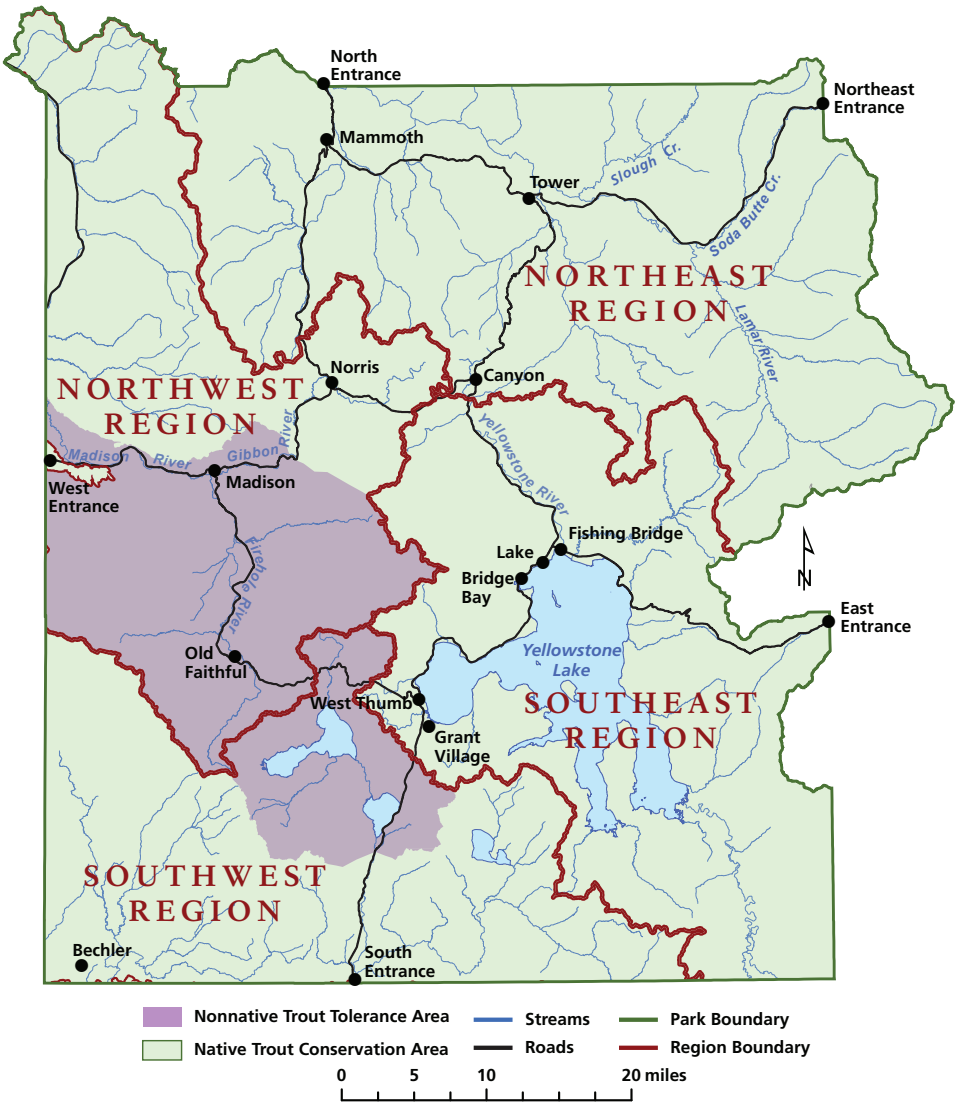 North
Entrance
Northeast
Entrance
Mammoth
Slough Cr.
Tower
Soda Butte Cr.
NORTHEAST
REGION
Lamar River
Norris
Canyon
NORTHWEST
REGION
Yellowstone River
Madison River
Gibbon River
Madison
West
Entrance
Fishing Bridge
Lake
Bridge
Bay
Firehole River
N
East
Entrance
Old
Faithful
Yellowstone
Lake
West Thumb
SOUTHEAST
REGION
Grant
Village
SOUTHWEST
REGION
Bechler
South
Entrance
Nonnative Trout Tolerance Area
Streams
Park Boundary
Native Trout Conservation Area
Roads
Region Boundary
0 5 10 20 miles